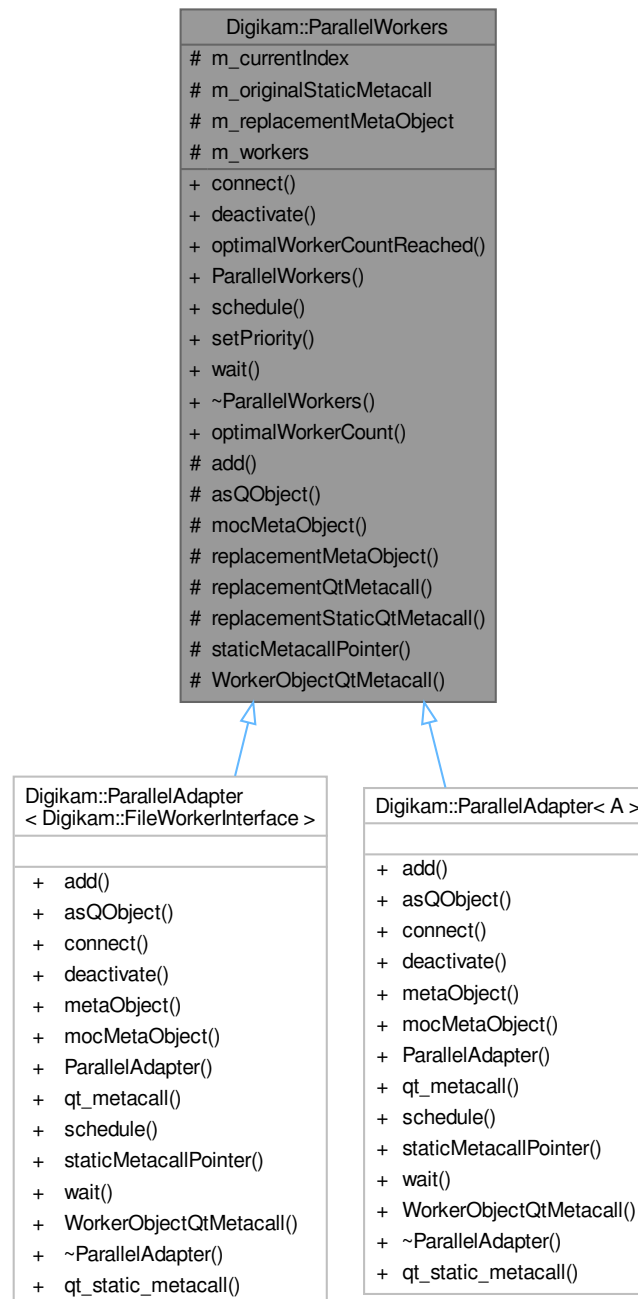 Digikam::ParallelWorkers
# m_currentIndex
# m_originalStaticMetacall
# m_replacementMetaObject
# m_workers
+ connect()
+ deactivate()
+ optimalWorkerCountReached()
+ ParallelWorkers()
+ schedule()
+ setPriority()
+ wait()
+ ~ParallelWorkers()
+ optimalWorkerCount()
# add()
# asQObject()
# mocMetaObject()
# replacementMetaObject()
# replacementQtMetacall()
# replacementStaticQtMetacall()
# staticMetacallPointer()
# WorkerObjectQtMetacall()
Digikam::ParallelAdapter
< Digikam::FileWorkerInterface >
+ add()
+ asQObject()
+ connect()
+ deactivate()
+ metaObject()
+ mocMetaObject()
+ ParallelAdapter()
+ qt_metacall()
+ schedule()
+ staticMetacallPointer()
+ wait()
+ WorkerObjectQtMetacall()
+ ~ParallelAdapter()
+ qt_static_metacall()
Digikam::ParallelAdapter< A >
+ add()
+ asQObject()
+ connect()
+ deactivate()
+ metaObject()
+ mocMetaObject()
+ ParallelAdapter()
+ qt_metacall()
+ schedule()
+ staticMetacallPointer()
+ wait()
+ WorkerObjectQtMetacall()
+ ~ParallelAdapter()
+ qt_static_metacall()